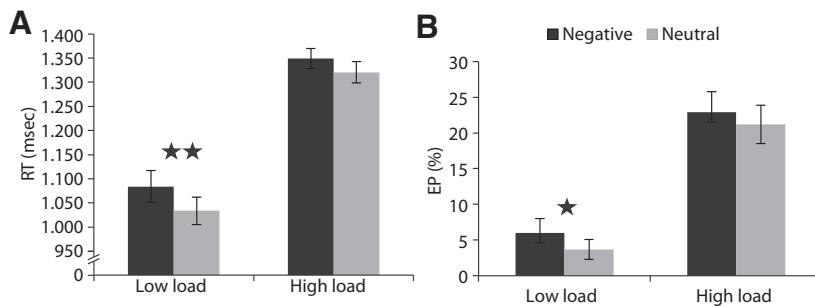 A
RT (msec)
1.400
1.350
1.300
1.250
1.200
1.150
1.100
1.050
1.000
950
0
Low load
High load
B
Negative
Neutral
EP (%)
30
25
20
15
10
5
0
Low load
High load